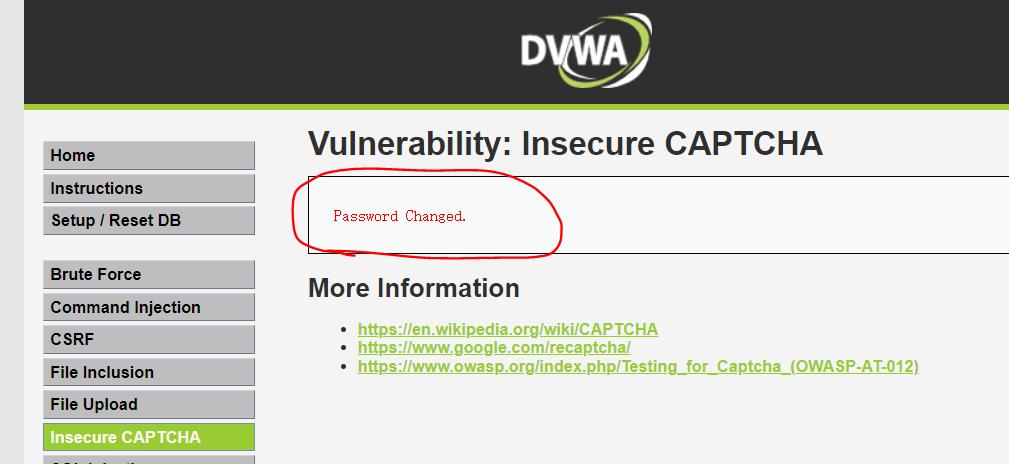 DVWA
Vulnerability: Insecure CAPTCHA
Home
Instructions
Setup / Reset DB
Brute Force
Command Injection
CSRF
File Inclusion
File Upload
Insecure CAPTCHA
Password Changed.
More Information
https://en.wikipedia.org/wiki/CAPTCHA
https://www.google.com/recaptcha/
https://www.owasp.org/index.php/Testing_for_Captcha_(OWASP-AT-012)